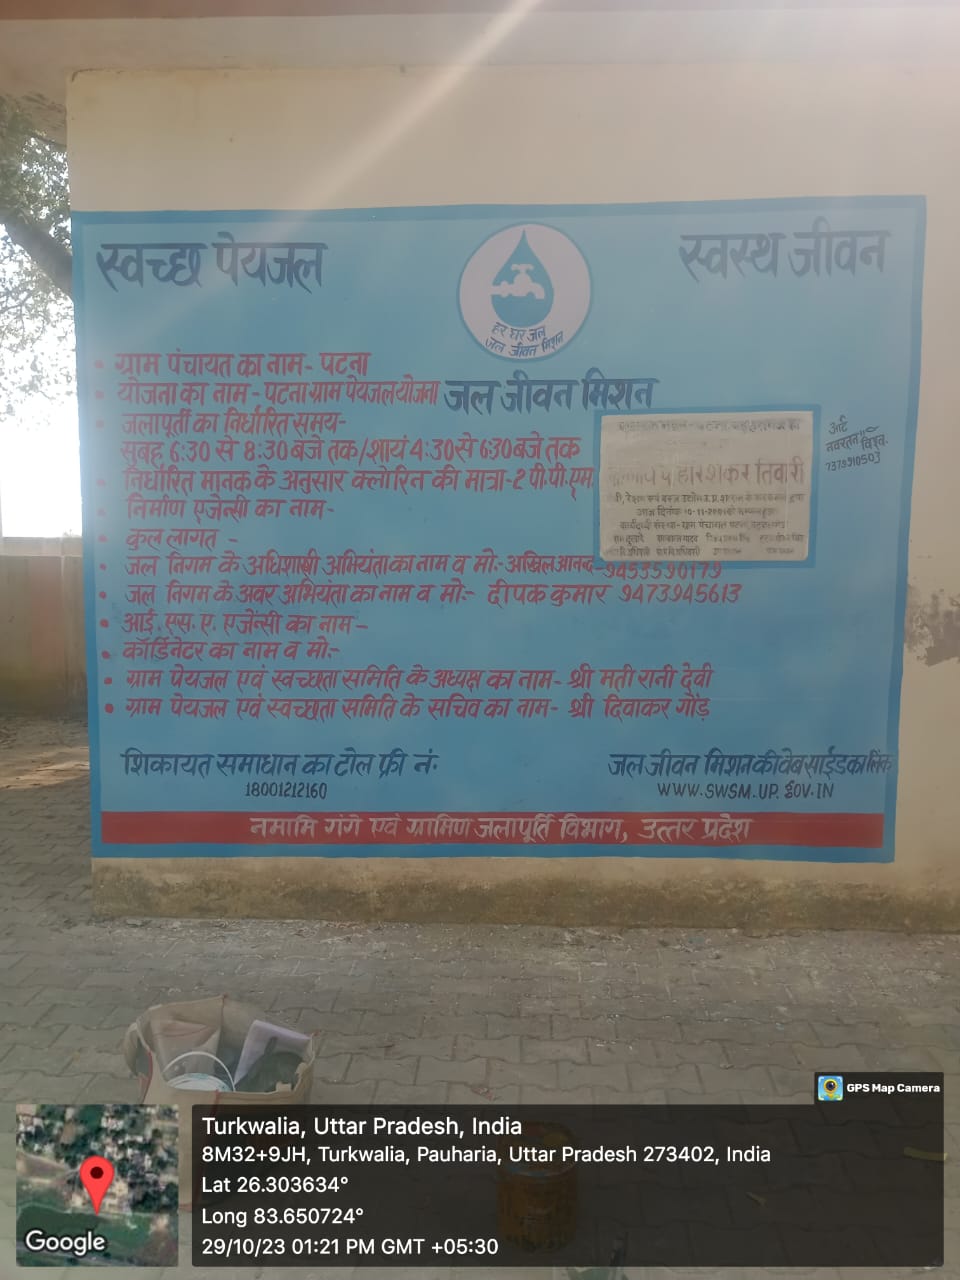 स्वच्छ पेयजल
स्वस्थ जीवन
हर घर जल
जल जीवन मिशन
जल जीवन मिशन
• ग्राम पंचायत का नाम- पटना
• योजना का नाम- पटना ग्राम पेयजल योजना
• जलापूर्ती का निर्धारित समय-
सुबह 6:30 से 8:30 बजे तक/शायं 4:30 से 6:30 बजे तक
• निर्धारित मानक के अनुसार क्लोरिन की मात्रा-2 पी.पी.एम.
• निर्माण एजेन्सी का नाम-
• कुल लागत -
• जल निगम के अधिशाषी अभियंता का नाम व मो:- अखिल आनन्द 9453590179
• जल निगम के अवर अभियंता का नाम व मो:- दीपक कुमार 9473945613
• आई.एस.ए. एजेंन्सी का नाम-
• कॉर्डिनेटर का नाम व मो:-
• ग्राम पेयजल एवं स्वच्छता समिति के अध्यक्ष का नाम- श्री मती रानी देवी
• ग्राम पेयजल एवं स्वच्छता समिति के सचिव का नाम- श्री दिवाकर गोंड़
हरिशंकर तिवारी
आर्ट
नवरतन विश्व.
7379910503
शिकायत समाधान का टोल फ्री नं:
18001212160
जल जीवन मिशन की वेब साईड का लिंक
WWW.SWSM.UP.GOV.IN
नमामि गंगे एवं ग्रामिण जलापूर्ति विभाग, उत्तर प्रदेश
GPS Map Camera
Turkwalia, Uttar Pradesh, India
8M32+9JH, Turkwalia, Pauharia, Uttar Pradesh 273402, India
Lat 26.303634°
Long 83.650724°
29/10/23 01:21 PM GMT +05:30
Google